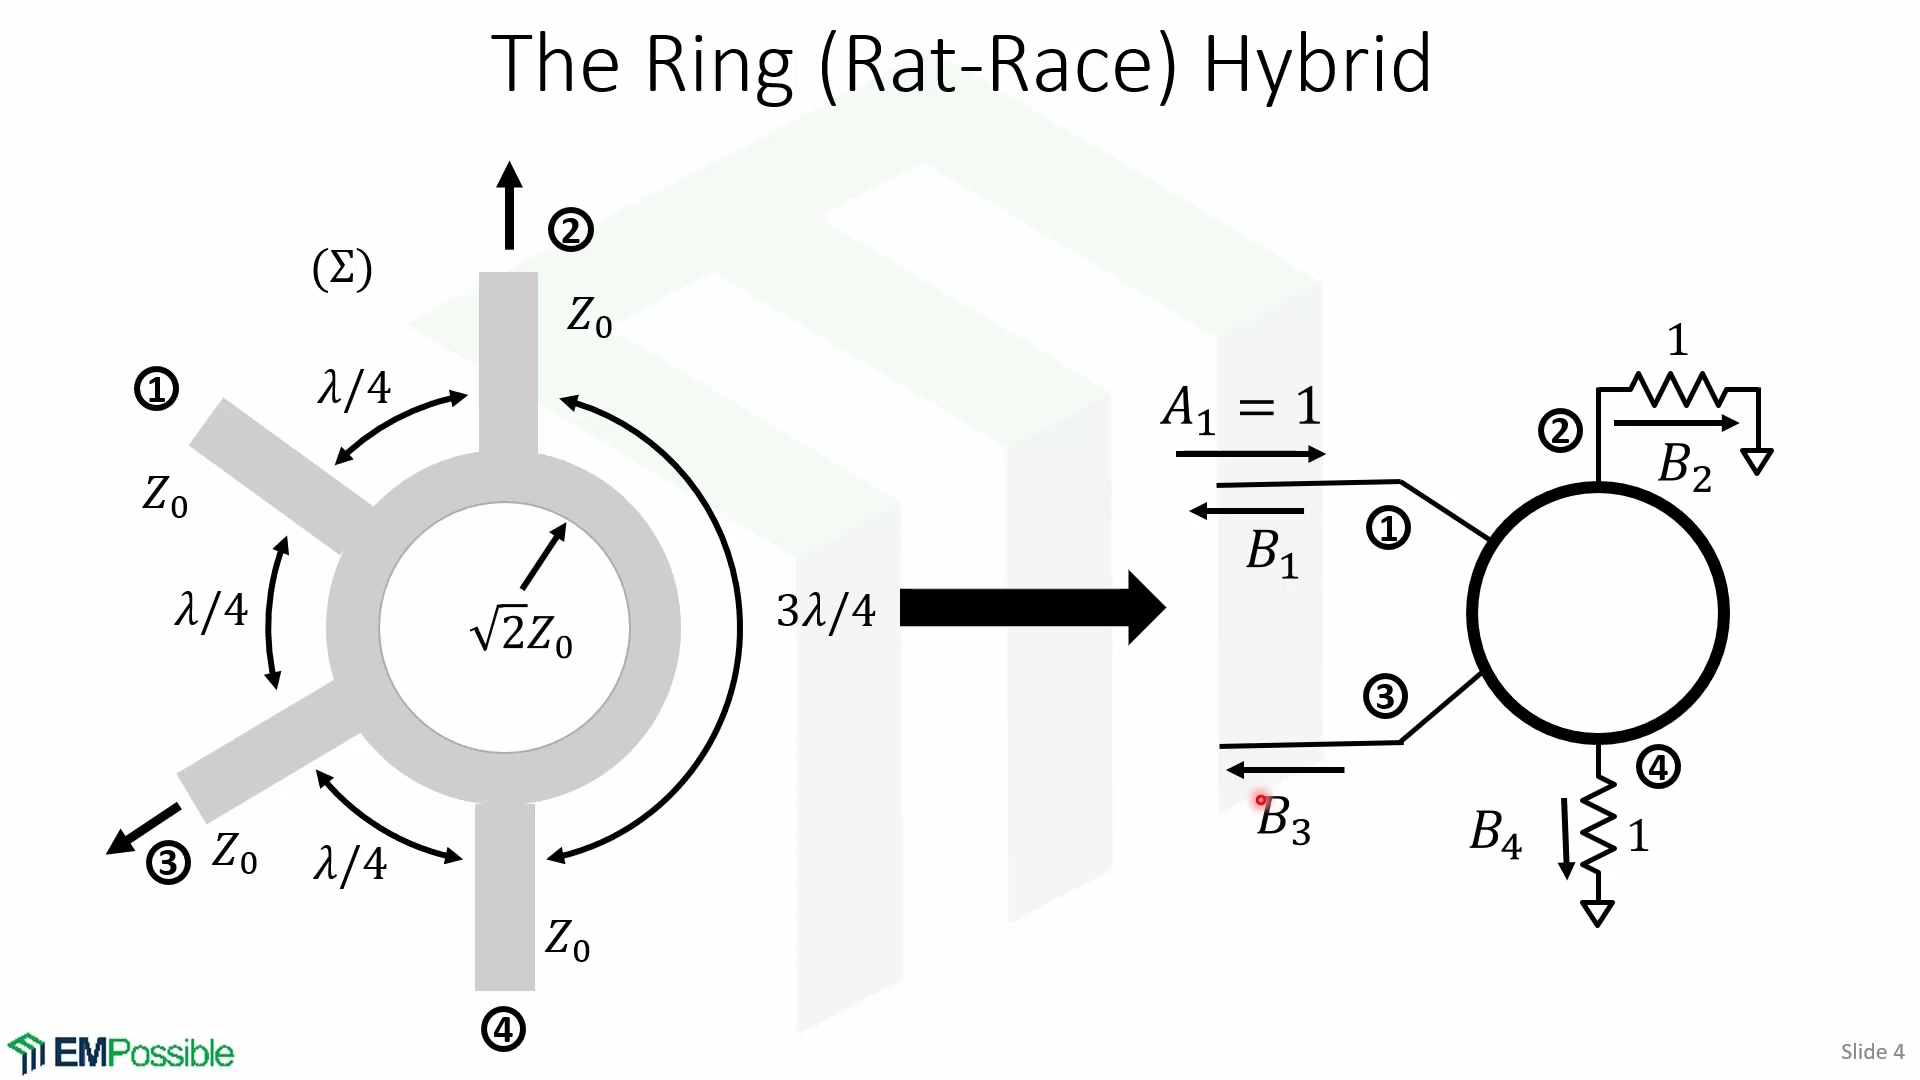 The Ring (Rat-Race) Hybrid
②
(Σ)
Z₀
①
λ/4
Z₀
λ/4
√2Z₀
3λ/4
③
Z₀
λ/4
Z₀
④
1
A₁ = 1
②
B₂
①
B₁
③
④
B₃
B₄
1
EMPossible
Slide 4